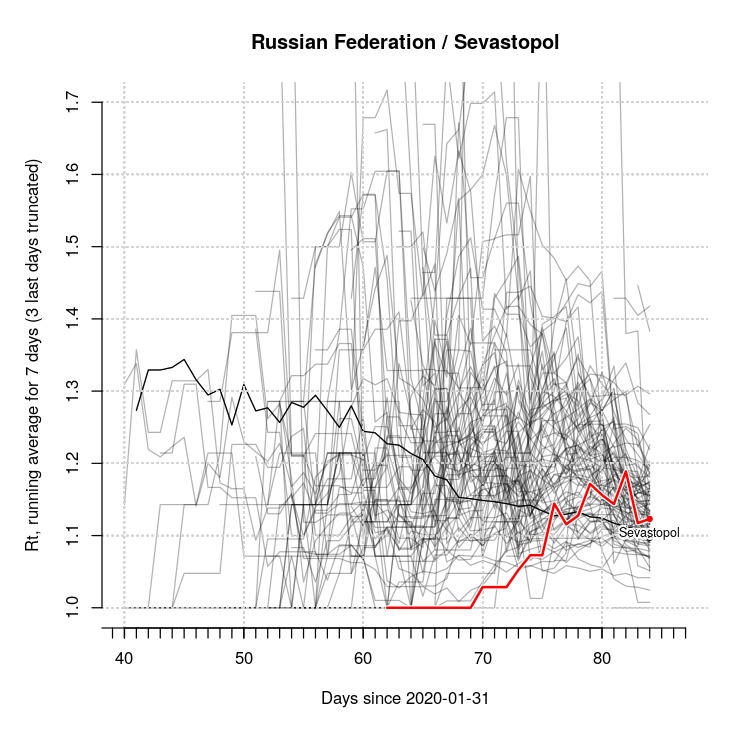 Russian Federation / Sevastopol
Rt, running average for 7 days (3 last days truncated)
1.7
1.6
1.5
1.4
1.3
1.2
1.1
1.0
Sevastopol
40 50 60 70 80
Days since 2020-01-31